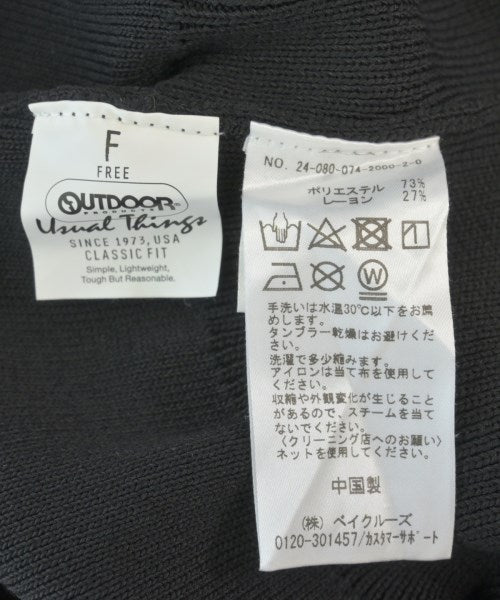 F
FREE
OUTDOOR
PRODUCTS
Usual Things
SINCE 1973, USA
CLASSIC FIT
Simple, Lightweight,
Tough But Reasonable.
NO. 24-080-074-2000-2-0
ポリエステル 73%
レーヨン 27%
W
手洗いは水温30℃以下をお薦
めします。
タンブラー乾燥はお避けくだ
さい。
洗濯で多少縮みます。
アイロンは当て布を使用して
ください。
収縮や外観変化が生じること
があるので、スチームを当て
ないでください。
〈クリーニング店へのお願い〉
ネットを使用してください。
中国製
(株) ベイクルーズ
0120-301457/カスタマーサポート